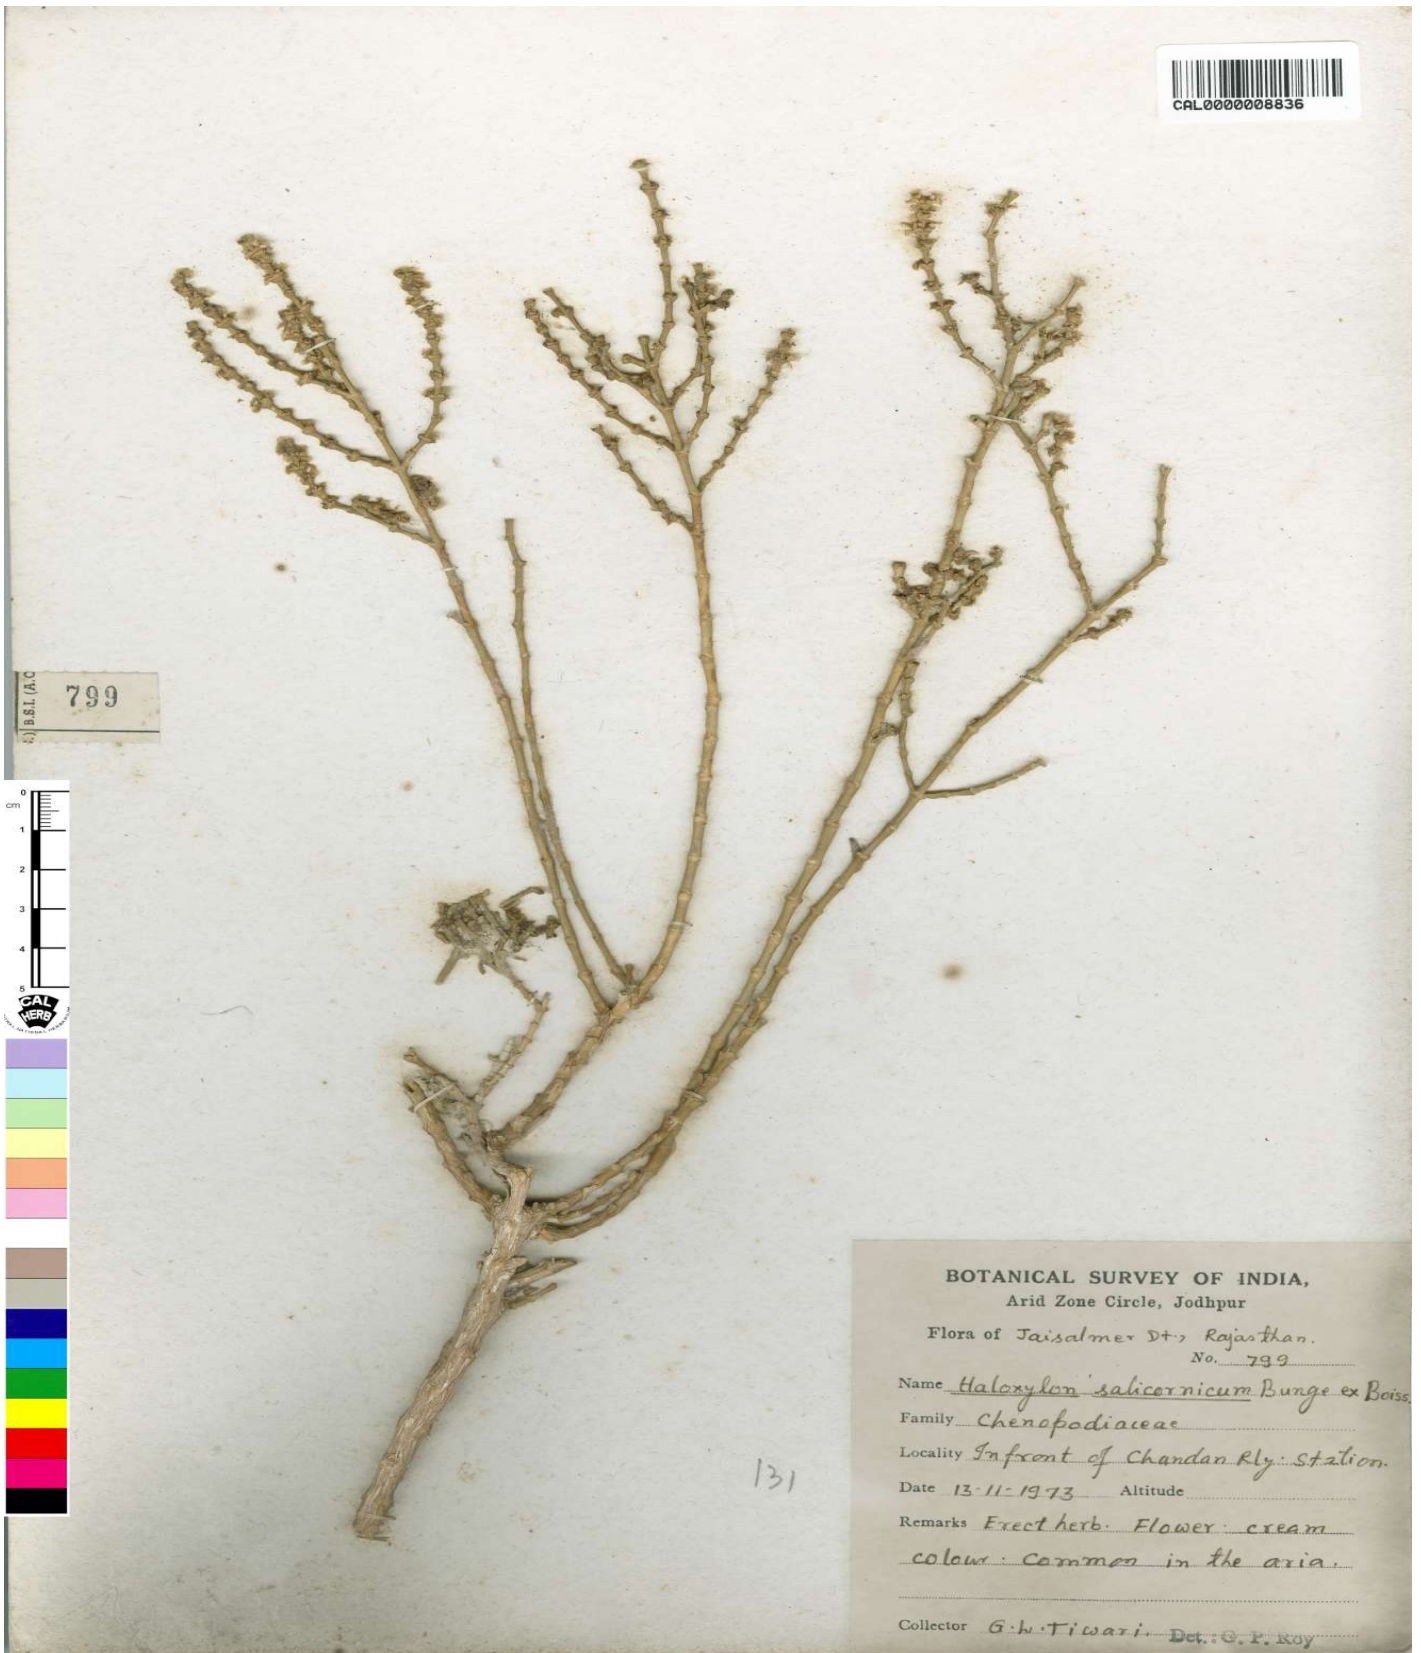 CAL0000008836
B.S.I. (A.C
799
0
cm
1
2
3
4
5
CAL
HERB
BOTANICAL SURVEY OF INDIA,
Arid Zone Circle, Jodhpur
Flora of Jaisalmer Dt., Rajasthan.
No. 799
Name Haloxylon salicornicum Bunge ex Boiss.
Family Chenopodiaceae
Locality Infront of Chandan Rly. Station.
Date 13-11-1973 Altitude
Remarks Erect herb. Flower cream
colour. Common in the aria.
Collector G.L. Tiwari. Det.: G. P. Roy
131